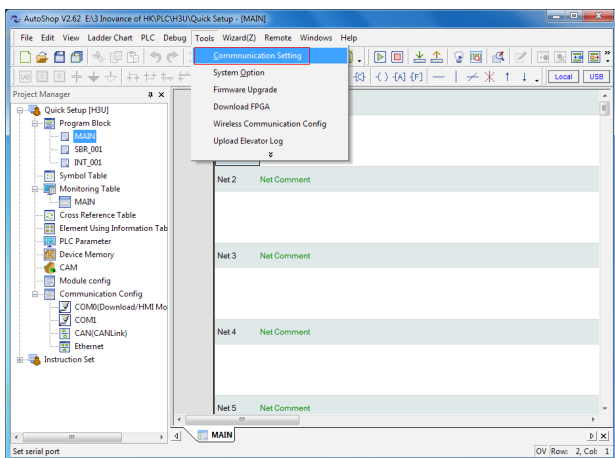 AutoShop V2.62 E:\3 Inovance of HK\PLC\H3U\Quick Setup - [MAIN]
File Edit View Ladder Chart PLC Debug Tools Wizard(Z) Remote Windows Help
Commnunication Setting
System Option
Firmware Upgrade
Download FPGA
Wireless Communication Config
Upload Elevator Log
Local USB
Project Manager
Quick Setup [H3U]
Program Block
MAIN
SBR_001
INT_001
Symbol Table
Monitoring Table
MAIN
Cross Reference Table
Element Using Information Tab
PLC Parameter
Device Memory
CAM
Module config
Communication Config
COM0(Download/HMI Mo
COM1
CAN(CANLink)
Ethernet
Instruction Set
Net 2 Net Comment
Net 3 Net Comment
Net 4 Net Comment
Net 5 Net Comment
MAIN
Set serial port
OV Row: 2, Col: 1